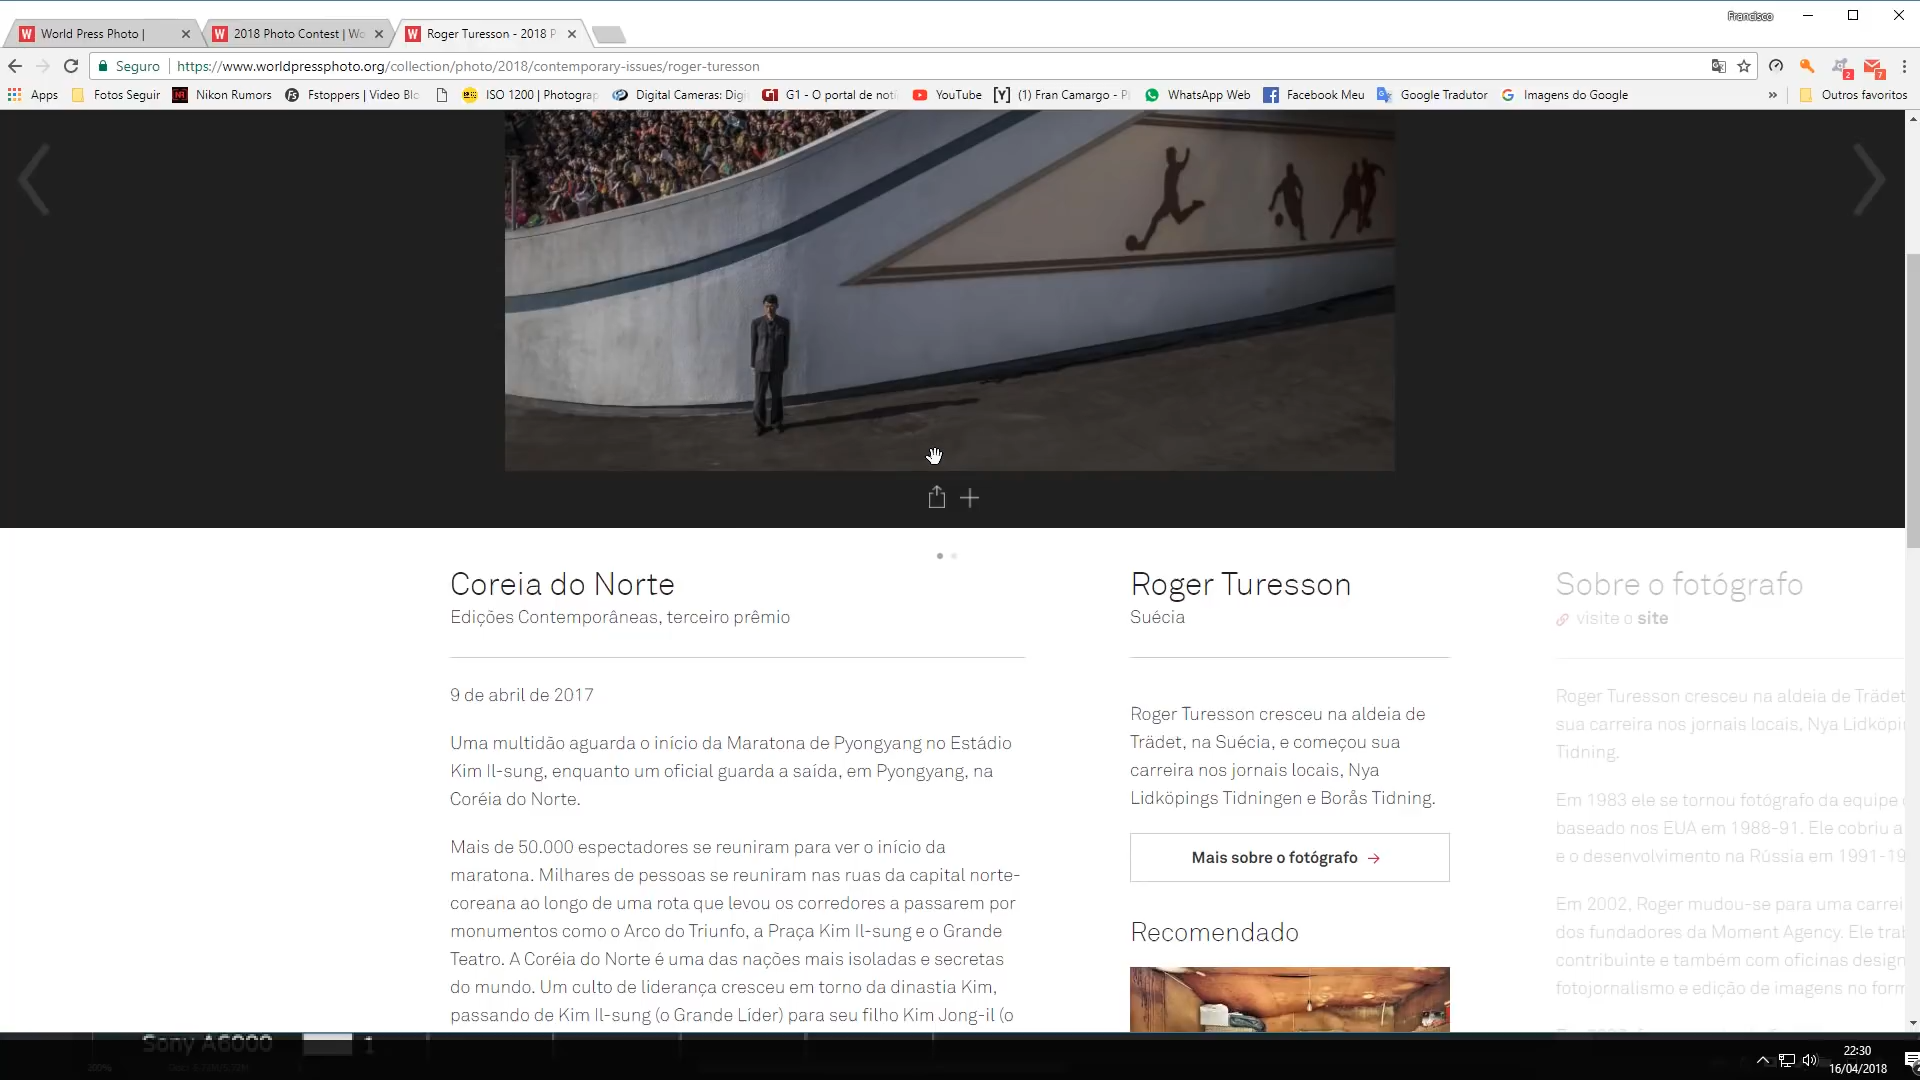 Francisco
World Press Photo |
2018 Photo Contest | Wo
Roger Turesson - 2018 P
Seguro
https://www.worldpressphoto.org/collection/photo/2018/contemporary-issues/roger-turesson
2
7
Apps
Fotos Seguir
Nikon Rumors
Fstoppers | Video Blo
ISO 1200 | Photograp
Digital Cameras: Digi
G1 - O portal de notí
YouTube
(1) Fran Camargo - P
WhatsApp Web
Facebook Meu
Google Tradutor
Imagens do Google
»
Outros favoritos
Coreia do Norte
Edições Contemporâneas, terceiro prêmio
9 de abril de 2017
Uma multidão aguarda o início da Maratona de Pyongyang no Estádio
Kim Il-sung, enquanto um oficial guarda a saída, em Pyongyang, na
Coréia do Norte.
Mais de 50.000 espectadores se reuniram para ver o início da
maratona. Milhares de pessoas se reuniram nas ruas da capital norte-
coreana ao longo de uma rota que levou os corredores a passarem por
monumentos como o Arco do Triunfo, a Praça Kim Il-sung e o Grande
Teatro. A Coréia do Norte é uma das nações mais isoladas e secretas
do mundo. Um culto de liderança cresceu em torno da dinastia Kim,
passando de Kim Il-sung (o Grande Líder) para seu filho Kim Jong-il (o
Roger Turesson
Suécia
Roger Turesson cresceu na aldeia de
Trädet, na Suécia, e começou sua
carreira nos jornais locais, Nya
Lidköpings Tidningen e Borås Tidning.
Mais sobre o fotógrafo →
Recomendado
Sobre o fotógrafo
visite o site
Roger Turesson cresceu na aldeia de Trädet
sua carreira nos jornais locais, Nya Lidköpi
Tidning.
Em 1983 ele se tornou fotógrafo da equipe
baseado nos EUA em 1988-91. Ele cobriu a
e o desenvolvimento na Rússia em 1991-19
Em 2002, Roger mudou-se para uma carrei
dos fundadores da Moment Agency. Ele tra
contribuinte e também com oficinas design
fotojornalismo e edição de imagens no form
Sony A6000
1
22:30
16/04/2018